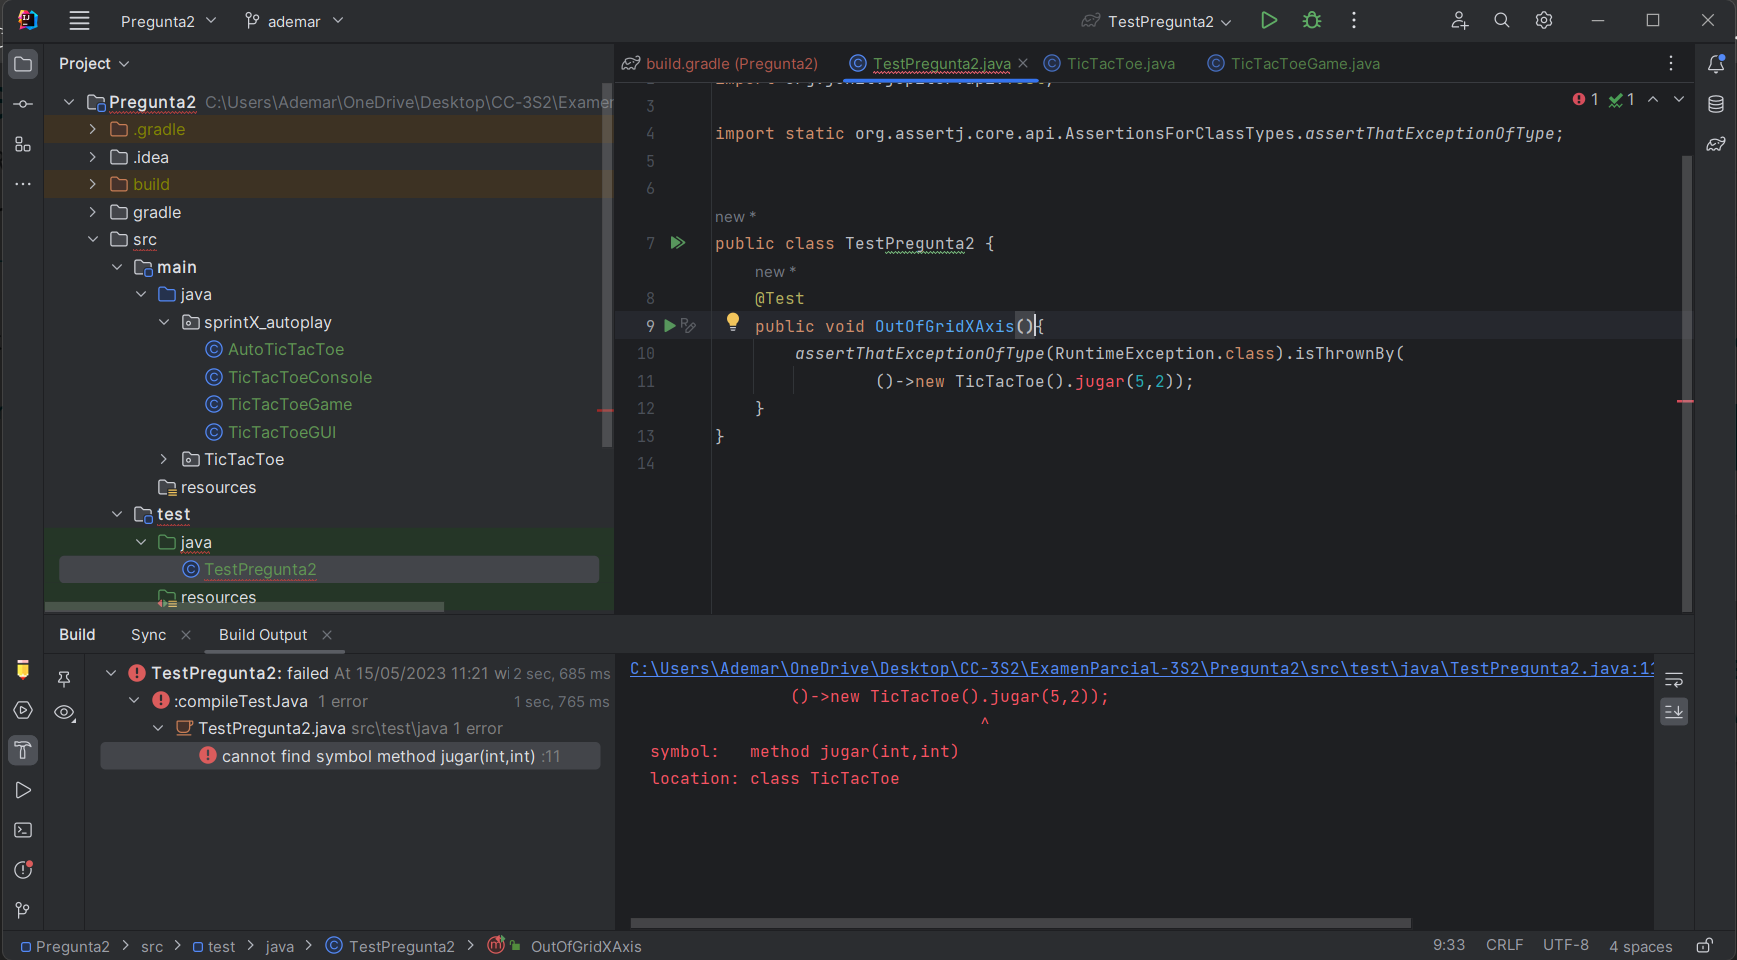 Pregunta2
ademar
TestPregunta2
Project
build.gradle (Pregunta2)
TestPregunta2.java
TicTacToe.java
TicTacToeGame.java
Pregunta2 C:\Users\Ademar\OneDrive\Desktop\CC-3S2\Examen
.gradle
.idea
build
gradle
src
main
java
sprintX_autoplay
AutoTicTacToe
TicTacToeConsole
TicTacToeGame
TicTacToeGUI
TicTacToe
resources
test
java
TestPregunta2
resources
1 1
3
4 import static org.assertj.core.api.AssertionsForClassTypes.assertThatExceptionOfType;
5
6
new *
7 public class TestPregunta2 {
new *
8 @Test
9 public void OutOfGridXAxis(){
10 assertThatExceptionOfType(RuntimeException.class).isThrownBy(
11 ()->new TicTacToe().jugar(5,2));
12 }
13 }
14
Build Sync Build Output
TestPregunta2: failed At 15/05/2023 11:21 wi 2 sec, 685 ms
:compileTestJava 1 error 1 sec, 765 ms
TestPregunta2.java src\test\java 1 error
cannot find symbol method jugar(int,int) :11
C:\Users\Ademar\OneDrive\Desktop\CC-3S2\ExamenParcial-3S2\Pregunta2\src\test\java\TestPregunta2.java:11
()->new TicTacToe().jugar(5,2));
^
symbol: method jugar(int,int)
location: class TicTacToe
Pregunta2 > src > test > java > TestPregunta2 > OutOfGridXAxis
9:33 CRLF UTF-8 4 spaces